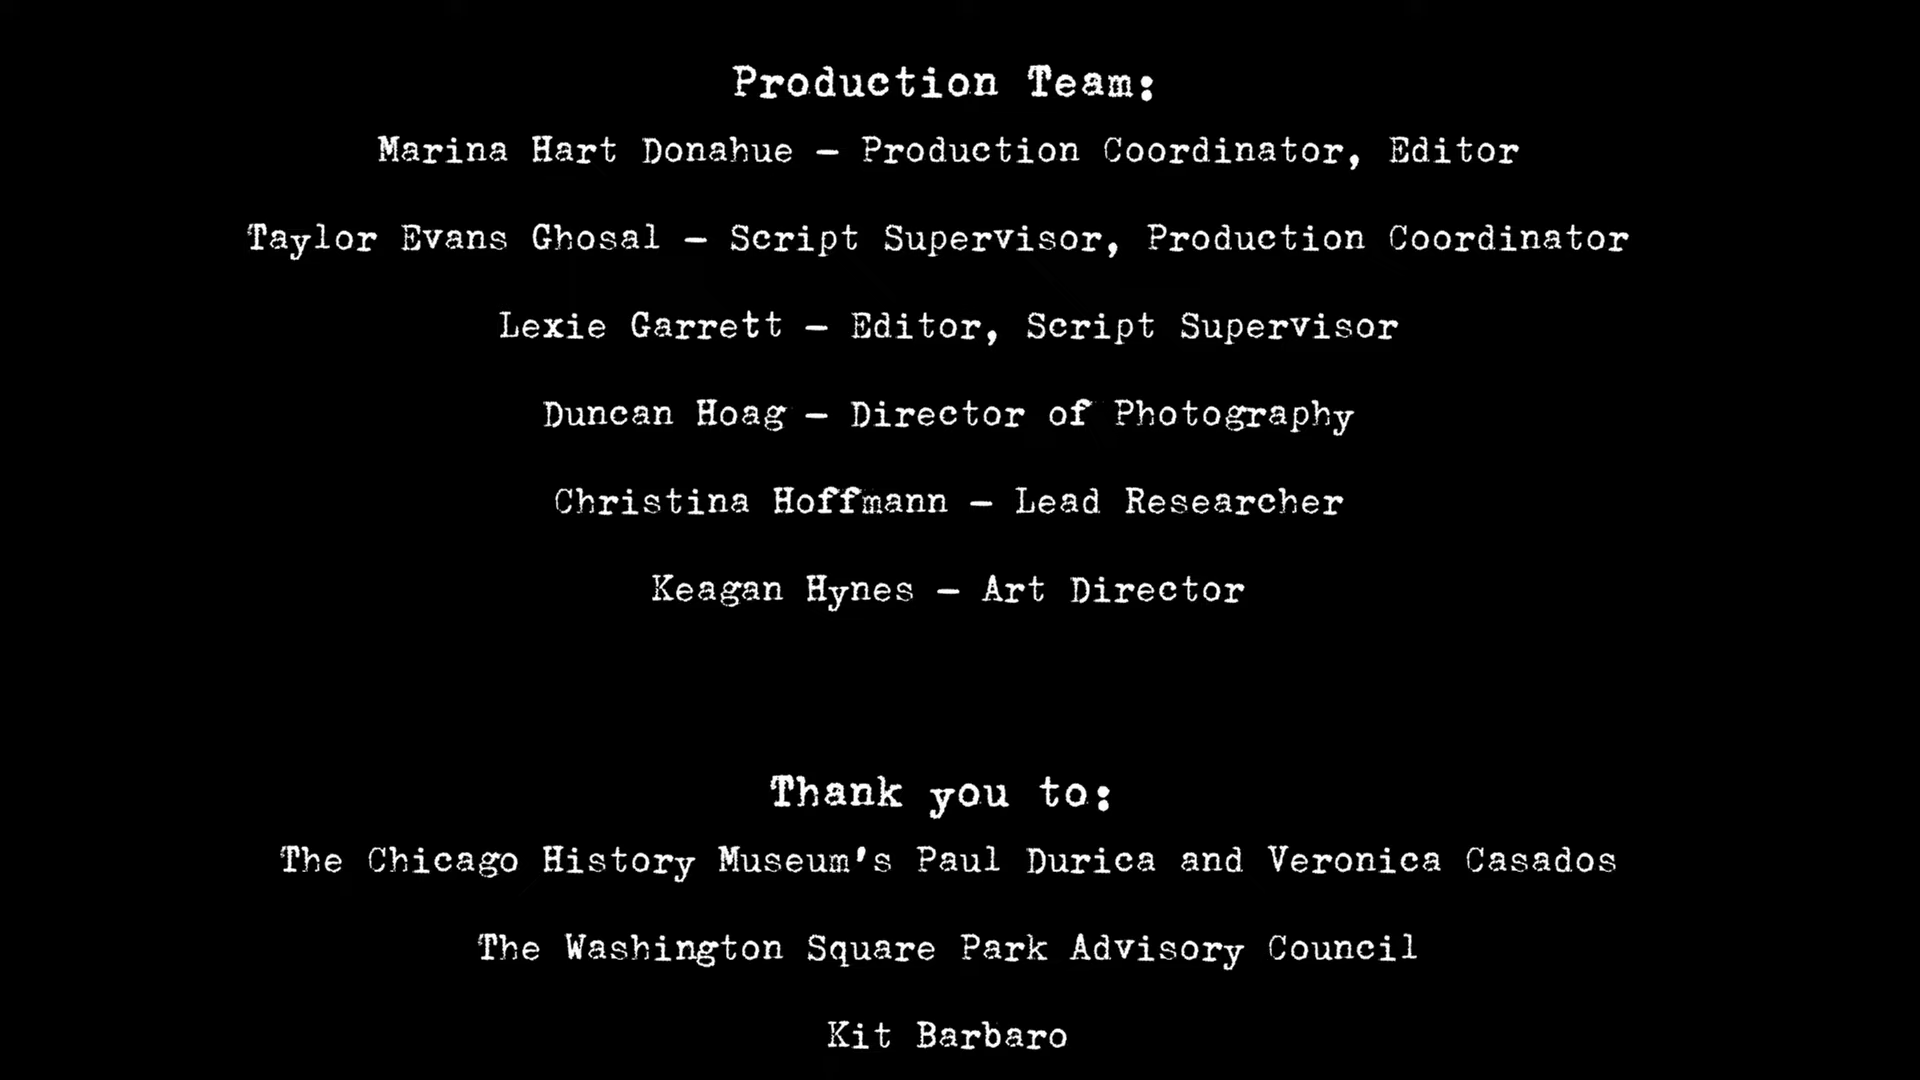 Production Team:
Marina Hart Donahue — Production Coordinator, Editor
Taylor Evans Ghosal — Script Supervisor, Production Coordinator
Lexie Garrett — Editor, Script Supervisor
Duncan Hoag — Director of Photography
Christina Hoffmann — Lead Researcher
Keagan Hynes — Art Director
Thank you to:
The Chicago History Museum's Paul Durica and Veronica Casados
The Washington Square Park Advisory Council
Kit Barbaro